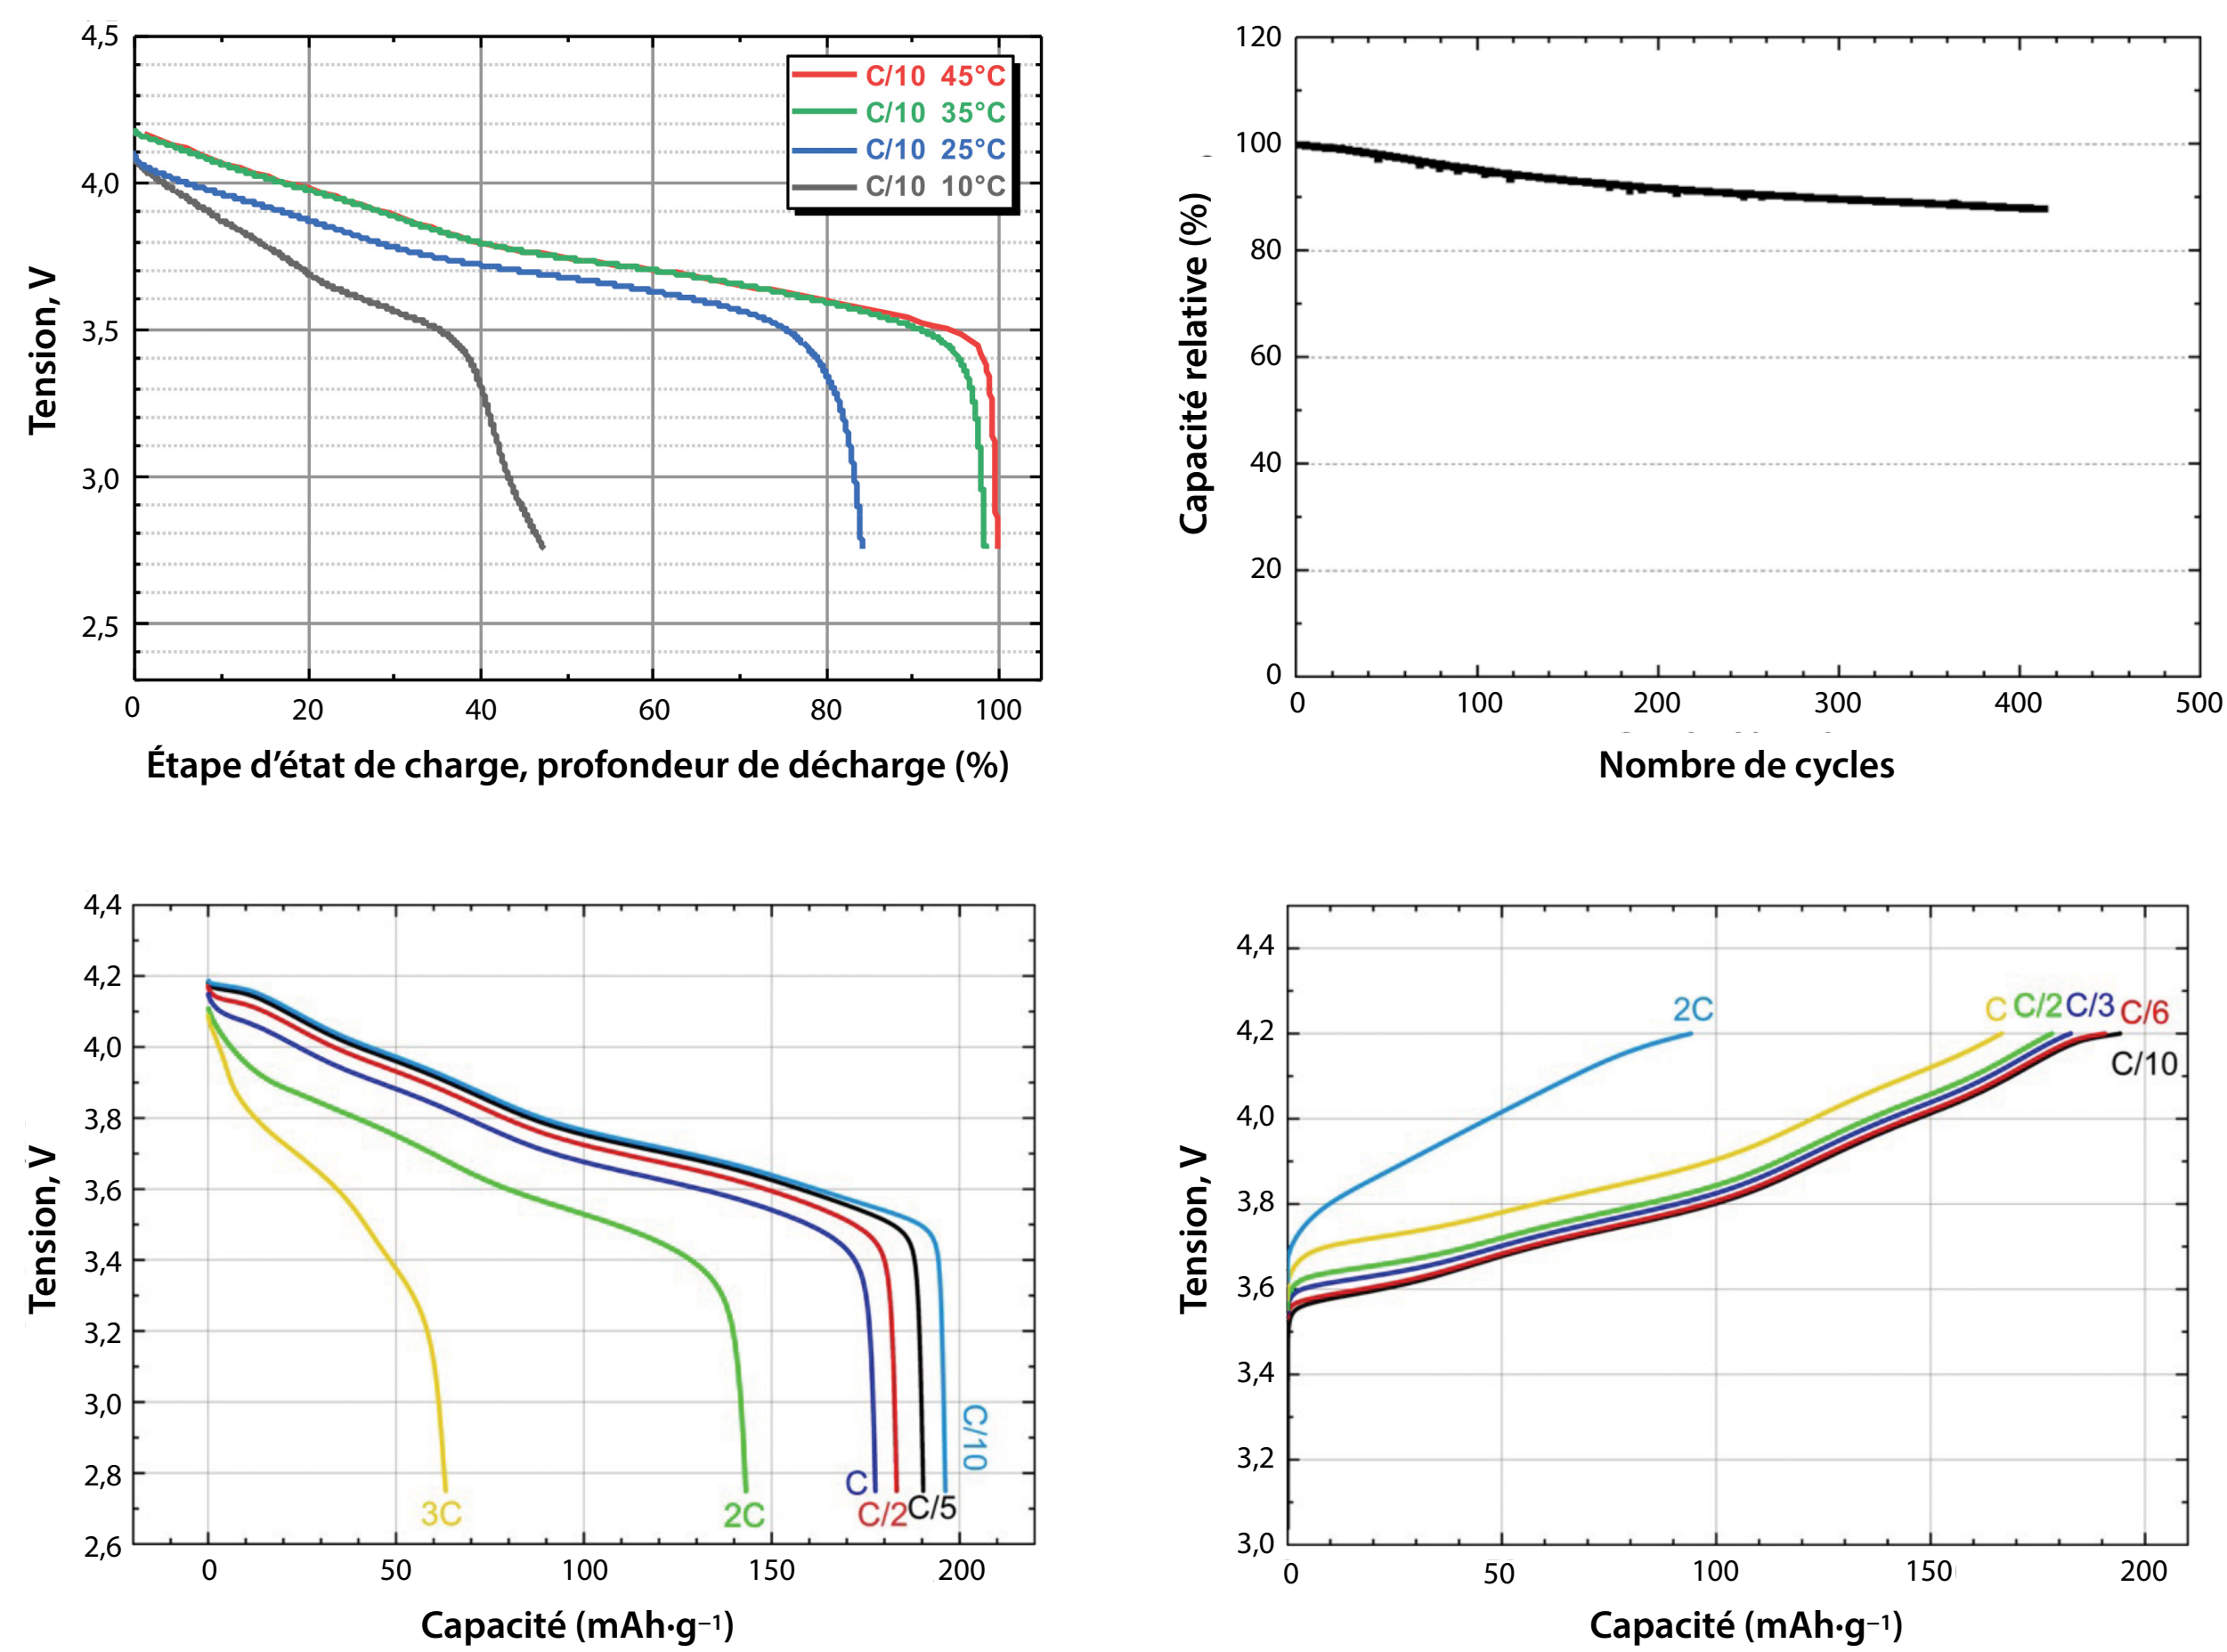 4,5
4,0
3,5
3,0
2,5
Tension, V
C/10 45°C
C/10 35°C
C/10 25°C
C/10 10°C
0 20 40 60 80 100
Étape d’état de charge, profondeur de décharge (%)
120
100
80
60
40
20
0
Capacité relative (%)
0 100 200 300 400 500
Nombre de cycles
4,4
4,2
4,0
3,8
3,6
3,4
3,2
3,0
2,8
2,6
Tension, V
3C
2C
C
C/2
C/5
C/10
0 50 100 150 200
Capacité (mAh·g⁻¹)
4,4
4,2
4,0
3,8
3,6
3,4
3,2
3,0
Tension, V
2C
C
C/2
C/3
C/6
C/10
0 50 100 150 200
Capacité (mAh·g⁻¹)